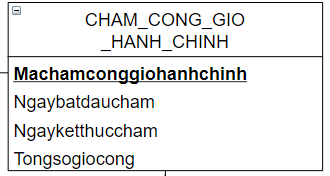 CHAM_CONG_GIO
_HANH_CHINH
Machamconggiohanhchinh
Ngaybatdaucham
Ngayketthuccham
Tongsogiocong